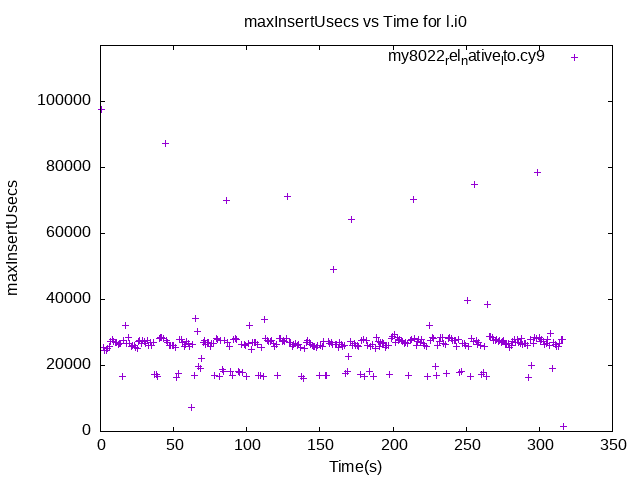 maxInsertUsecs vs Time for l.i0
my8022relnativelto.cy9
100000
80000
60000
40000
20000
0
maxInsertUsecs
0 50 100 150 200 250 300 350
Time(s)